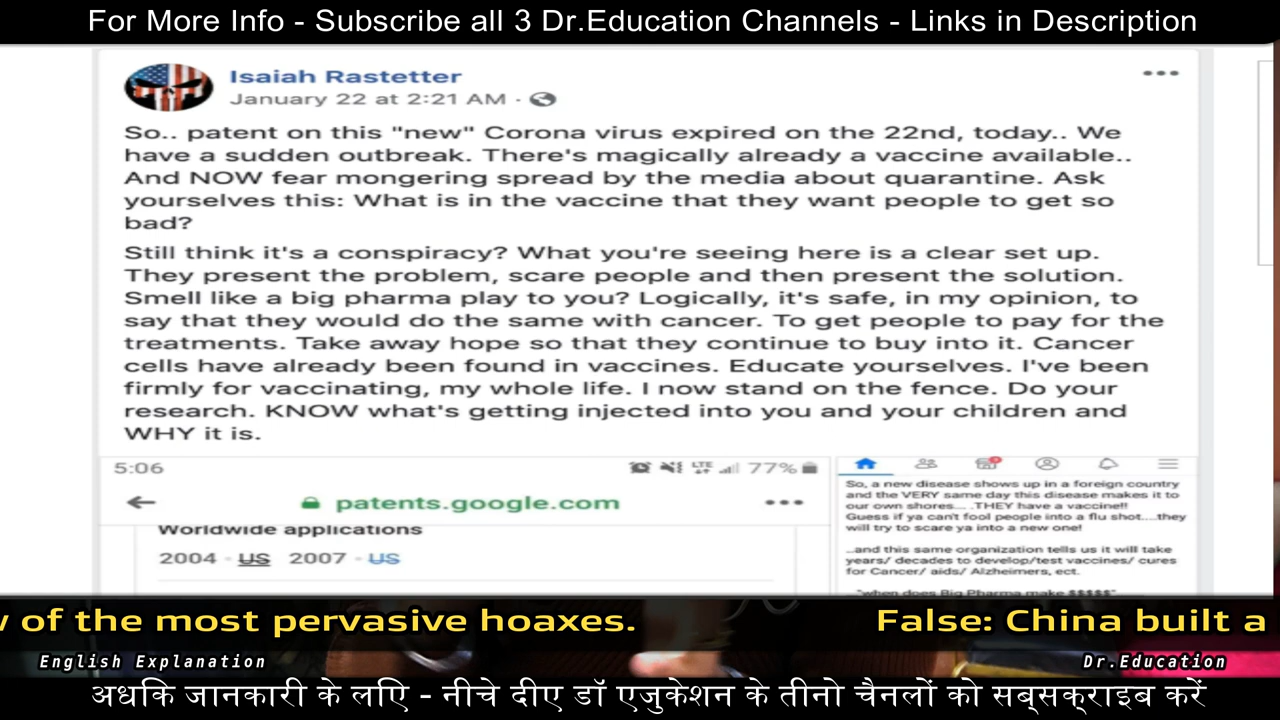 For More Info - Subscribe all 3 Dr.Education Channels - Links in Description
Isaiah Rastetter
January 22 at 2:21 AM ·
So.. patent on this "new" Corona virus expired on the 22nd, today.. We
have a sudden outbreak. There's magically already a vaccine available..
And NOW fear mongering spread by the media about quarantine. Ask
yourselves this: What is in the vaccine that they want people to get so
bad?
Still think it's a conspiracy? What you're seeing here is a clear set up.
They present the problem, scare people and then present the solution.
Smell like a big pharma play to you? Logically, it's safe, in my opinion, to
say that they would do the same with cancer. To get people to pay for the
treatments. Take away hope so that they continue to buy into it. Cancer
cells have already been found in vaccines. Educate yourselves. I've been
firmly for vaccinating, my whole life. I now stand on the fence. Do your
research. KNOW what's getting injected into you and your children and
WHY it is.
5:06 LTE 77%
patents.google.com
Worldwide applications
2004 · US 2007 · US
So, a new disease shows up in a foreign country
and the VERY same day this disease makes it to
our own shores.... .THEY have a vaccine!!
Guess if ya can't fool people into a flu shot....they
will try to scare ya into a new one!
..and this same organization tells us it will take
years/ decades to develop/test vaccines/ cures
for Cancer/ aids/ Alzheimers, ect.
"when does Big Pharma make $$$$$"
of the most pervasive hoaxes. False: China built a
English Explanation Dr.Education
अधिक जानकारी के लिए - नीचे दीए डॉ एजुकेशन के तीनो चैनलों को सब्सक्राइब करें